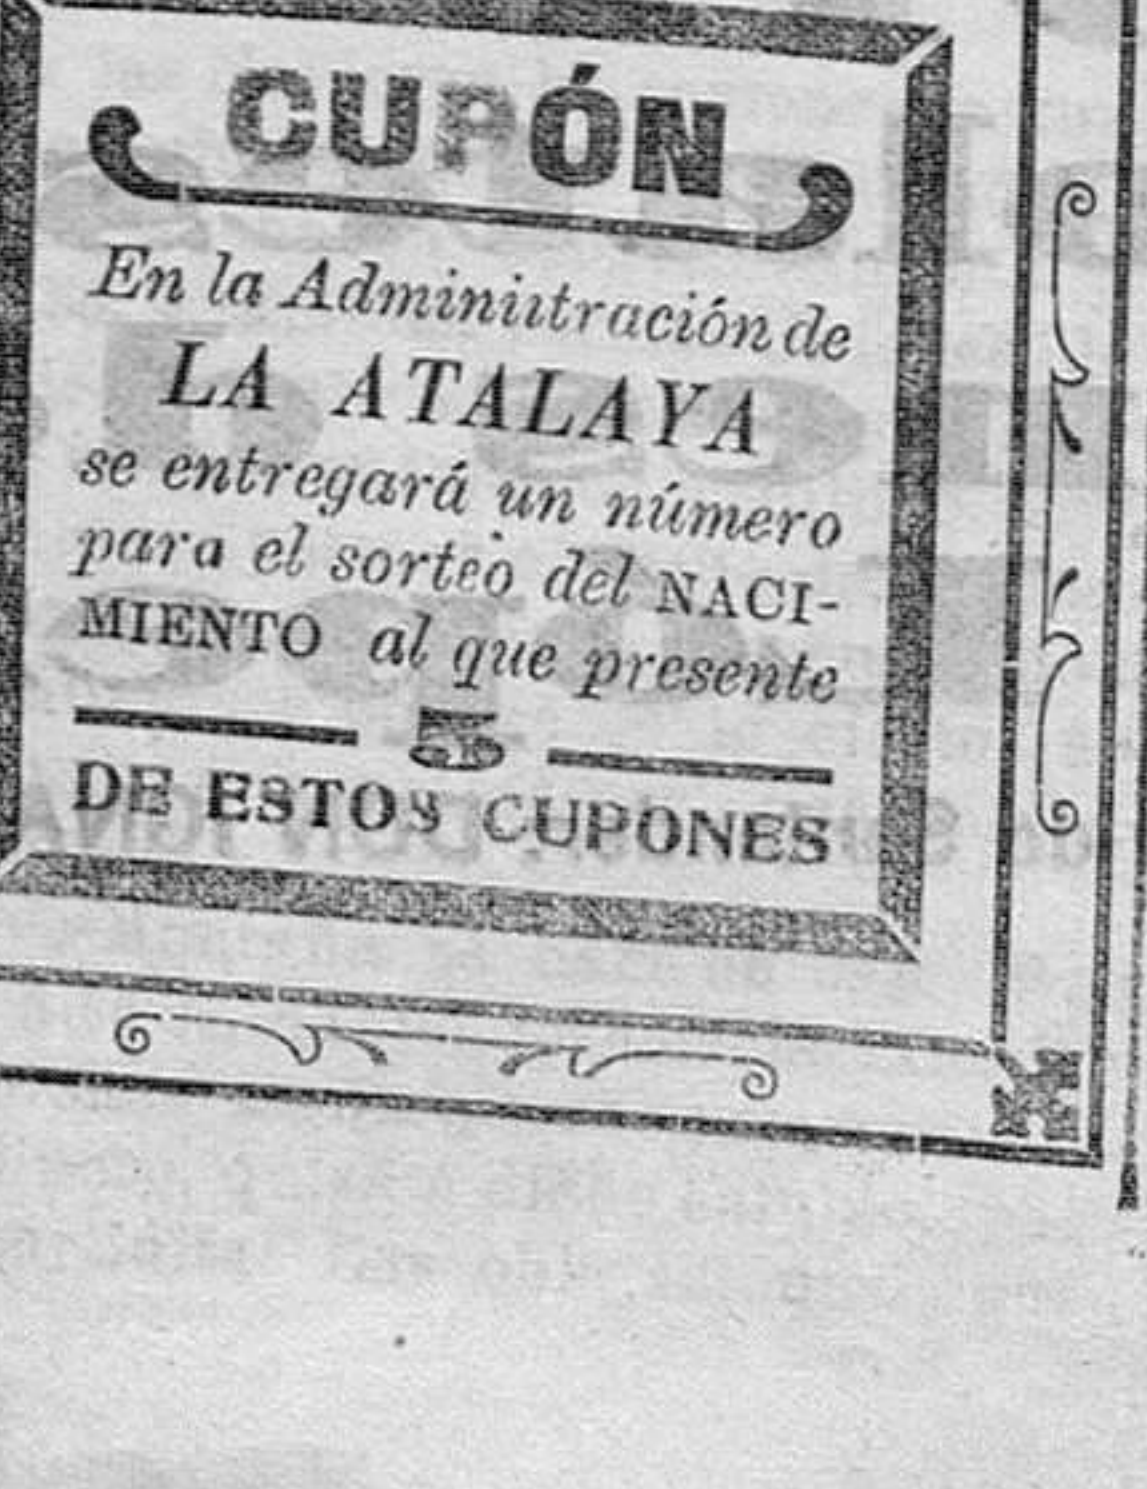 CUPÓN
En la Adminiitración de
LA ATALAYA
se entregará un número
para el sorteo del NACI-
MIENTO al que presente
5
DE ESTOS CUPONES